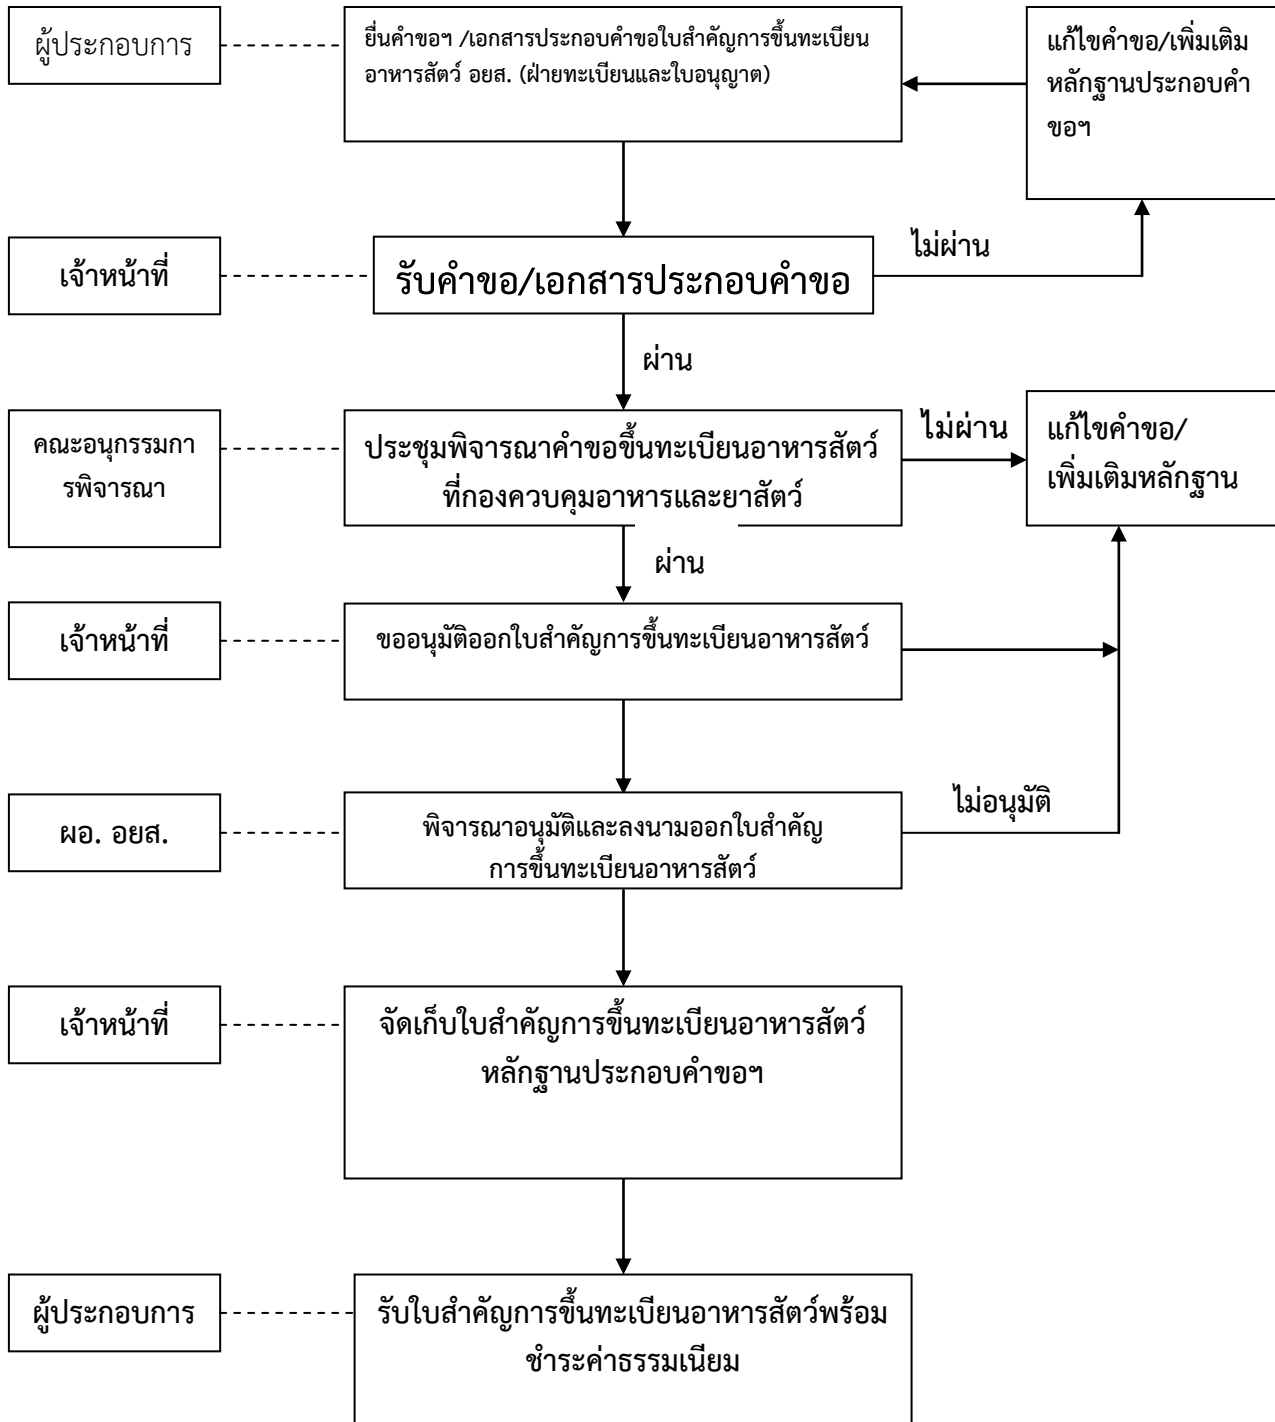 ผู้ประกอบการ
ยื่นคำขอฯ /เอกสารประกอบคำขอใบสำคัญการขึ้นทะเบียน
อาหารสัตว์ อยส. (ฝ่ายทะเบียนและใบอนุญาต)
แก้ไขคำขอ/เพิ่มเติม
หลักฐานประกอบคำ
ขอฯ
เจ้าหน้าที่
รับคำขอ/เอกสารประกอบคำขอ
ไม่ผ่าน
ผ่าน
คณะอนุกรรมกา
รพิจารณา
ประชุมพิจารณาคำขอขึ้นทะเบียนอาหารสัตว์
ที่กองควบคุมอาหารและยาสัตว์
ไม่ผ่าน
แก้ไขคำขอ/
เพิ่มเติมหลักฐาน
ผ่าน
เจ้าหน้าที่
ขออนุมัติออกใบสำคัญการขึ้นทะเบียนอาหารสัตว์
ผอ. อยส.
พิจารณาอนุมัติและลงนามออกใบสำคัญ
การขึ้นทะเบียนอาหารสัตว์
ไม่อนุมัติ
เจ้าหน้าที่
จัดเก็บใบสำคัญการขึ้นทะเบียนอาหารสัตว์
หลักฐานประกอบคำขอฯ
ผู้ประกอบการ
รับใบสำคัญการขึ้นทะเบียนอาหารสัตว์พร้อม
ชำระค่าธรรมเนียม